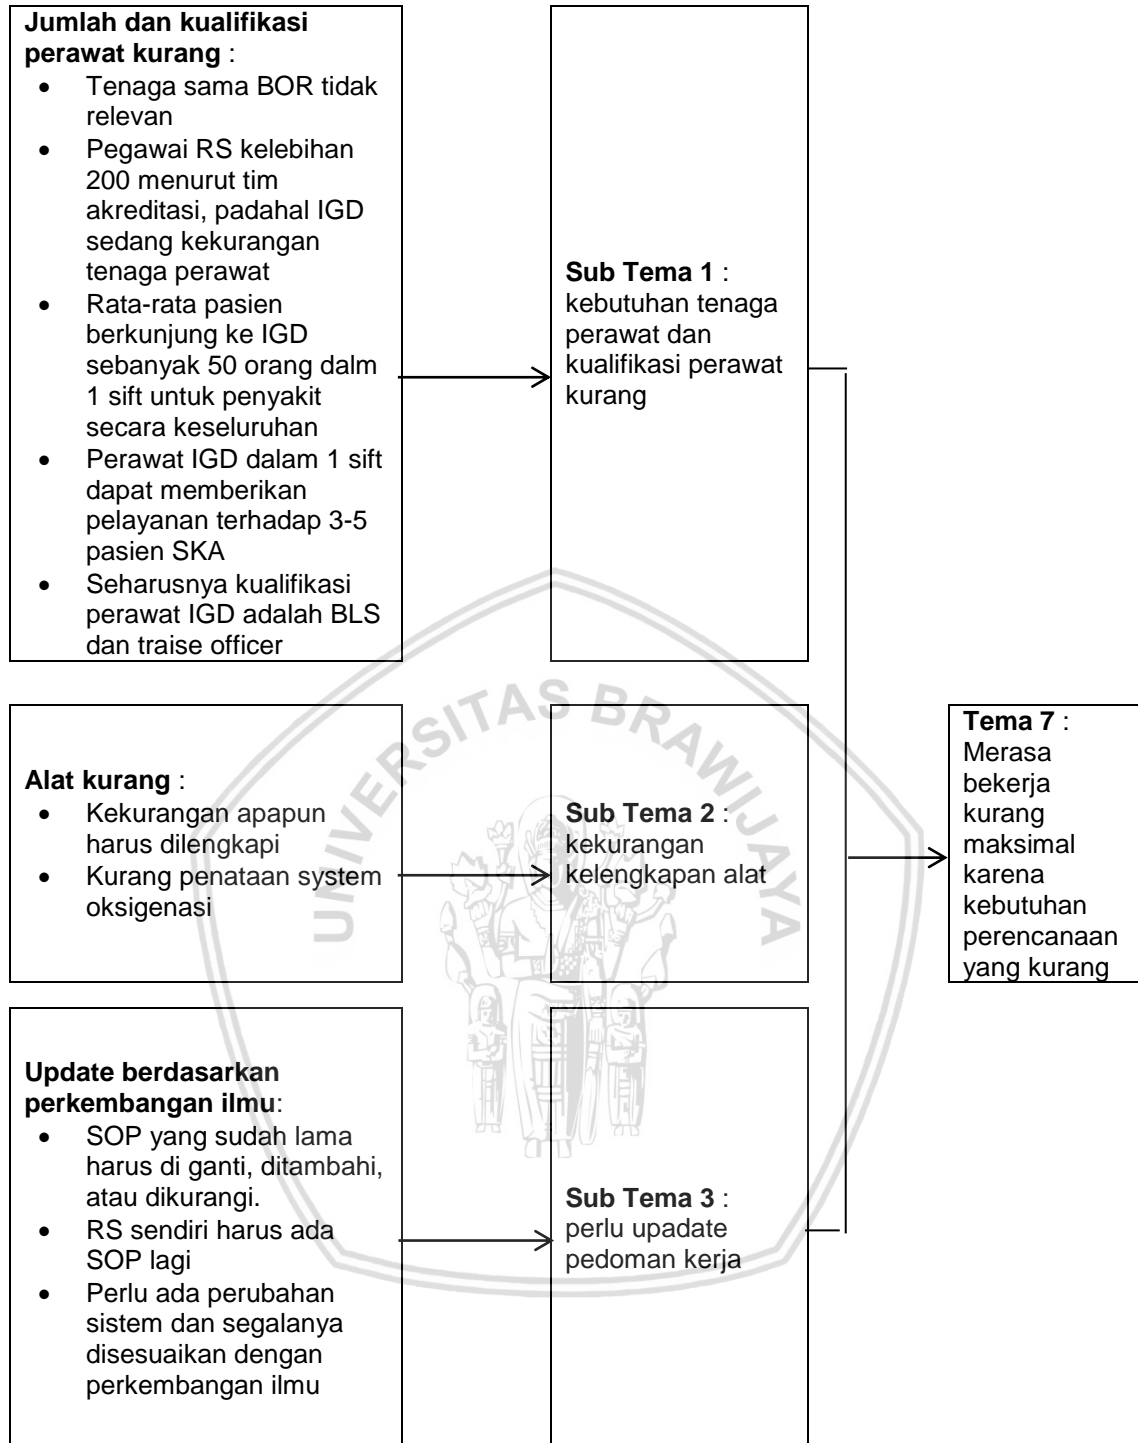 Jumlah dan kualifikasi
perawat kurang :
• Tenaga sama BOR tidak
relevan
• Pegawai RS kelebihan
200 menurut tim
akreditasi, padahal IGD
sedang kekurangan
tenaga perawat
• Rata-rata pasien
berkunjung ke IGD
sebanyak 50 orang dalm
1 sift untuk penyakit
secara keseluruhan
• Perawat IGD dalam 1 sift
dapat memberikan
pelayanan terhadap 3-5
pasien SKA
• Seharusnya kualifikasi
perawat IGD adalah BLS
dan traise officer
Sub Tema 1 :
kebutuhan tenaga
perawat dan
kualifikasi perawat
kurang
Alat kurang :
• Kekurangan apapun
harus dilengkapi
• Kurang penataan system
oksigenasi
Sub Tema 2 :
kekurangan
kelengkapan alat
Update berdasarkan
perkembangan ilmu:
• SOP yang sudah lama
harus di ganti, ditambahi,
atau dikurangi.
• RS sendiri harus ada
SOP lagi
• Perlu ada perubahan
sistem dan segalanya
disesuaikan dengan
perkembangan ilmu
Sub Tema 3 :
perlu upadate
pedoman kerja
Tema 7 :
Merasa
bekerja
kurang
maksimal
karena
kebutuhan
perencanaan
yang kurang
UNIVERSITAS BRAWIJAYA